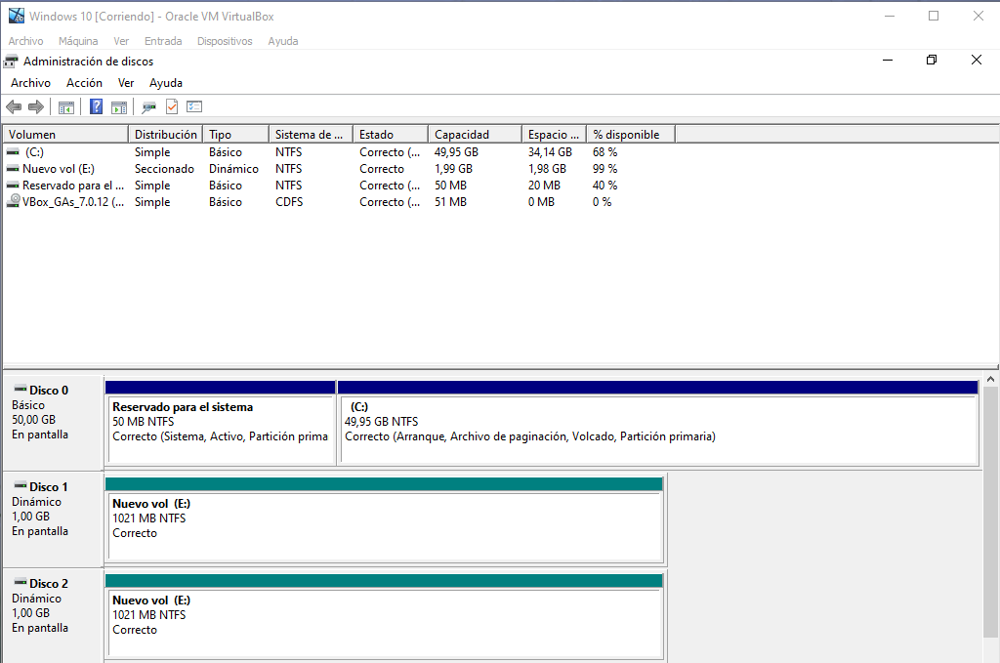 Windows 10 [Corriendo] - Oracle VM VirtualBox
Archivo Máquina Ver Entrada Dispositivos Ayuda
Administración de discos
Archivo Acción Ver Ayuda
Volumen Distribución Tipo Sistema de ... Estado Capacidad Espacio ... % disponible
(C:) Simple Básico NTFS Correcto (... 49,95 GB 34,14 GB 68 %
Nuevo vol (E:) Seccionado Dinámico NTFS Correcto 1,99 GB 1,98 GB 99 %
Reservado para el ... Simple Básico NTFS Correcto (... 50 MB 20 MB 40 %
VBox_GAs_7.0.12 (... Simple Básico CDFS Correcto (... 51 MB 0 MB 0 %
Disco 0
Básico
50,00 GB
En pantalla
Reservado para el sistema
50 MB NTFS
Correcto (Sistema, Activo, Partición prima
(C:)
49,95 GB NTFS
Correcto (Arranque, Archivo de paginación, Volcado, Partición primaria)
Disco 1
Dinámico
1,00 GB
En pantalla
Nuevo vol (E:)
1021 MB NTFS
Correcto
Disco 2
Dinámico
1,00 GB
En pantalla
Nuevo vol (E:)
1021 MB NTFS
Correcto